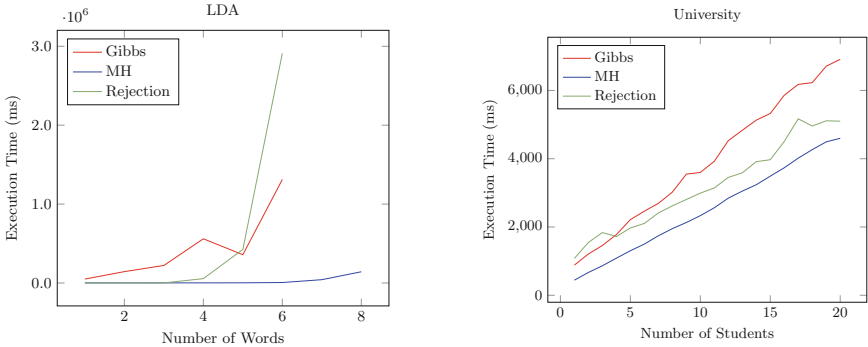 LDA
·10⁶
3.0
2.0
1.0
0.0
Execution Time (ms)
Gibbs
MH
Rejection
2
4
6
8
Number of Words
University
6,000
4,000
2,000
0
Execution Time (ms)
Gibbs
MH
Rejection
0
5
10
15
20
Number of Students